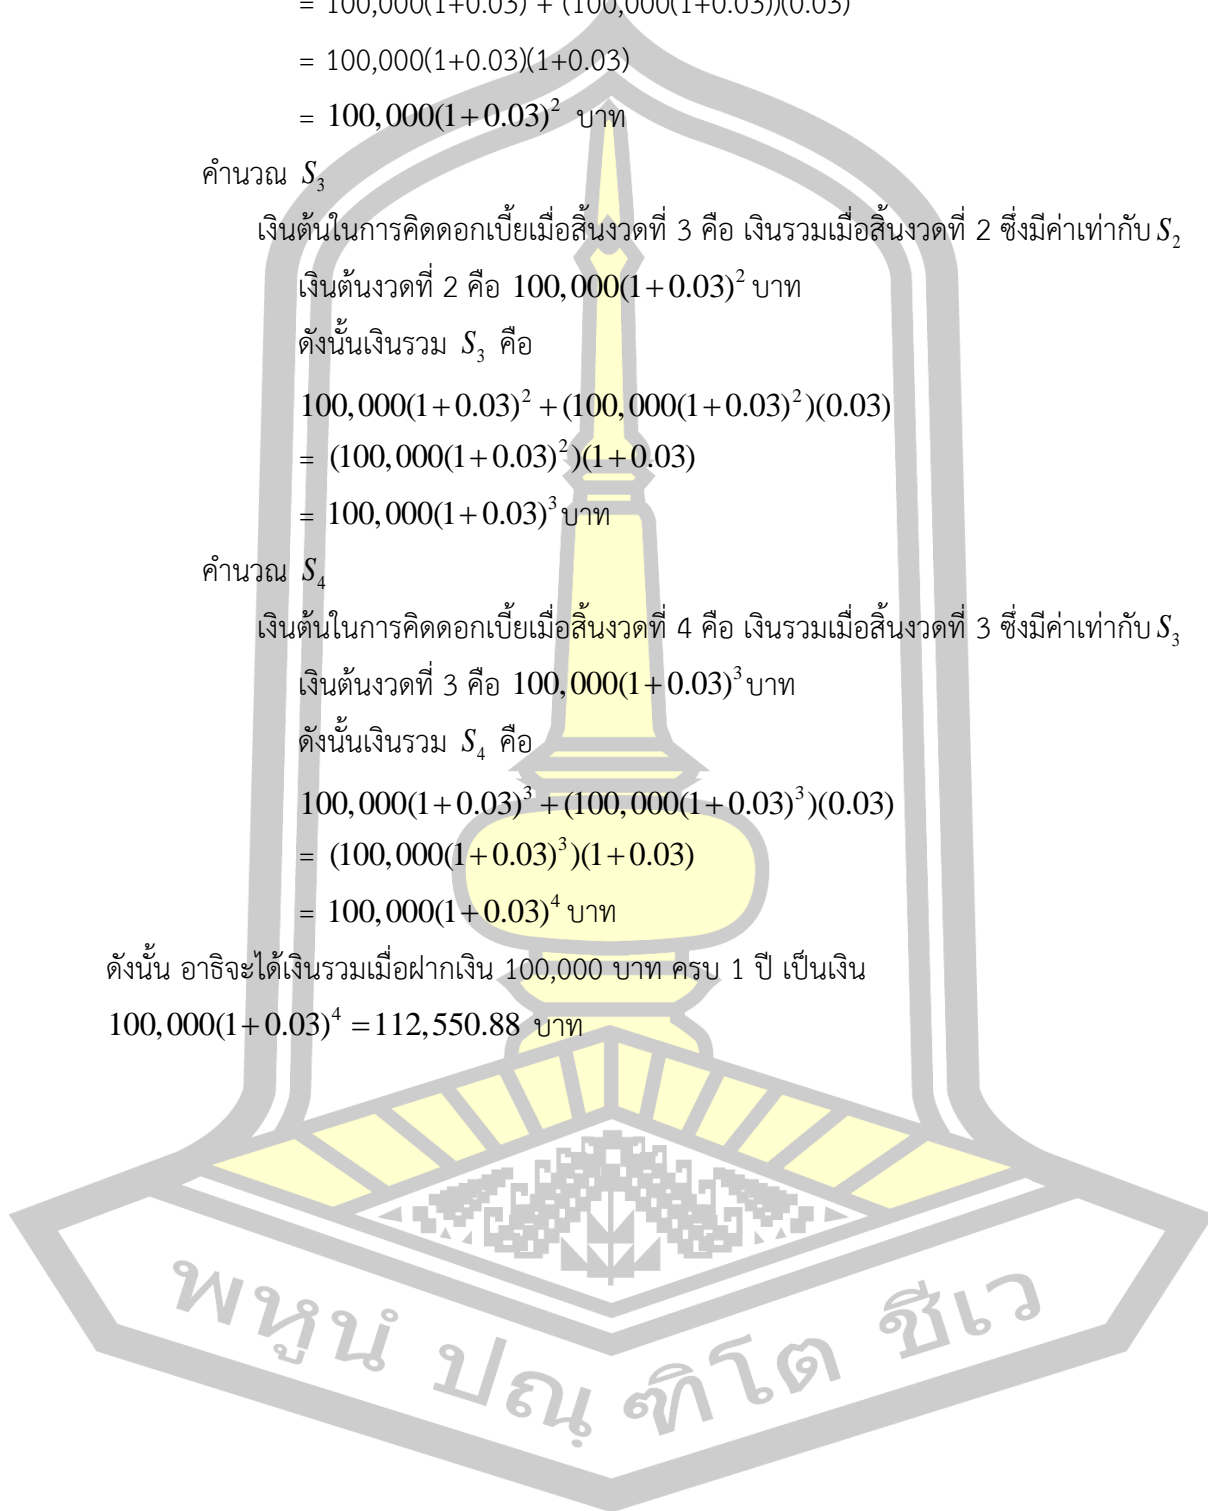 = 100,000(1+0.03) + (100,000(1+0.03))(0.03)
= 100,000(1+0.03)(1+0.03)
= 100,000(1+0.03)² บาท
คำนวณ S₃
เงินต้นในการคิดดอกเบี้ยเมื่อสิ้นงวดที่ 3 คือ เงินรวมเมื่อสิ้นงวดที่ 2 ซึ่งมีค่าเท่ากับ S₂
เงินต้นงวดที่ 2 คือ 100,000(1+0.03)² บาท
ดังนั้นเงินรวม S₃ คือ
100,000(1+0.03)² + (100,000(1+0.03)²)(0.03)
= (100,000(1+0.03)²)(1+0.03)
= 100,000(1+0.03)³ บาท
คำนวณ S₄
เงินต้นในการคิดดอกเบี้ยเมื่อสิ้นงวดที่ 4 คือ เงินรวมเมื่อสิ้นงวดที่ 3 ซึ่งมีค่าเท่ากับ S₃
เงินต้นงวดที่ 3 คือ 100,000(1+0.03)³ บาท
ดังนั้นเงินรวม S₄ คือ
100,000(1+0.03)³ + (100,000(1+0.03)³)(0.03)
= (100,000(1+0.03)³)(1+0.03)
= 100,000(1+0.03)⁴ บาท
ดังนั้น อาธิจะได้เงินรวมเมื่อฝากเงิน 100,000 บาท ครบ 1 ปี เป็นเงิน
100,000(1+0.03)⁴ = 112,550.88 บาท
พหูนํ ปณฺฑิโต ชีเว